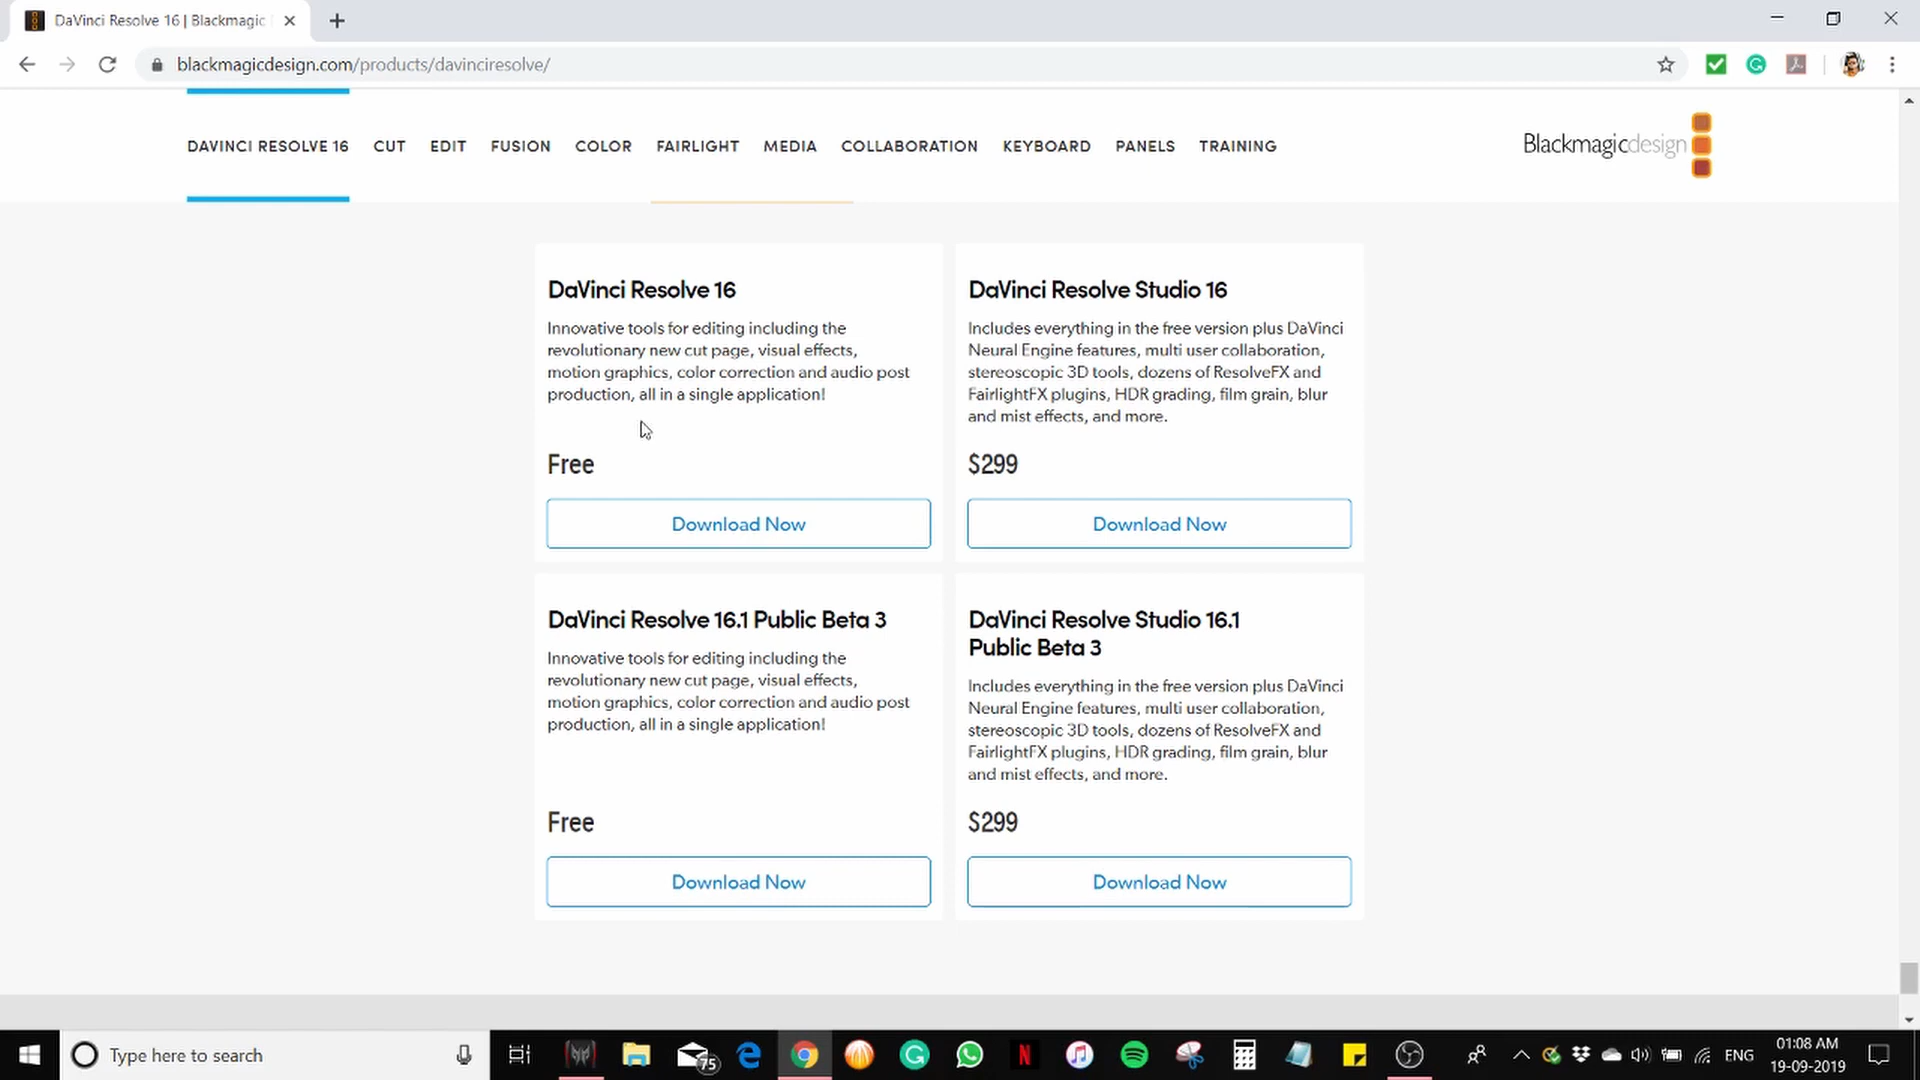 DaVinci Resolve 16 | Blackmagic
blackmagicdesign.com/products/davinciresolve/
DAVINCI RESOLVE 16 CUT EDIT FUSION COLOR FAIRLIGHT MEDIA COLLABORATION KEYBOARD PANELS TRAINING
Blackmagicdesign
DaVinci Resolve 16
Innovative tools for editing including the
revolutionary new cut page, visual effects,
motion graphics, color correction and audio post
production, all in a single application!
Free
Download Now
DaVinci Resolve Studio 16
Includes everything in the free version plus DaVinci
Neural Engine features, multi user collaboration,
stereoscopic 3D tools, dozens of ResolveFX and
FairlightFX plugins, HDR grading, film grain, blur
and mist effects, and more.
$299
Download Now
DaVinci Resolve 16.1 Public Beta 3
Innovative tools for editing including the
revolutionary new cut page, visual effects,
motion graphics, color correction and audio post
production, all in a single application!
Free
Download Now
DaVinci Resolve Studio 16.1
Public Beta 3
Includes everything in the free version plus DaVinci
Neural Engine features, multi user collaboration,
stereoscopic 3D tools, dozens of ResolveFX and
FairlightFX plugins, HDR grading, film grain, blur
and mist effects, and more.
$299
Download Now
Type here to search
75
ENG
01:08 AM
19-09-2019